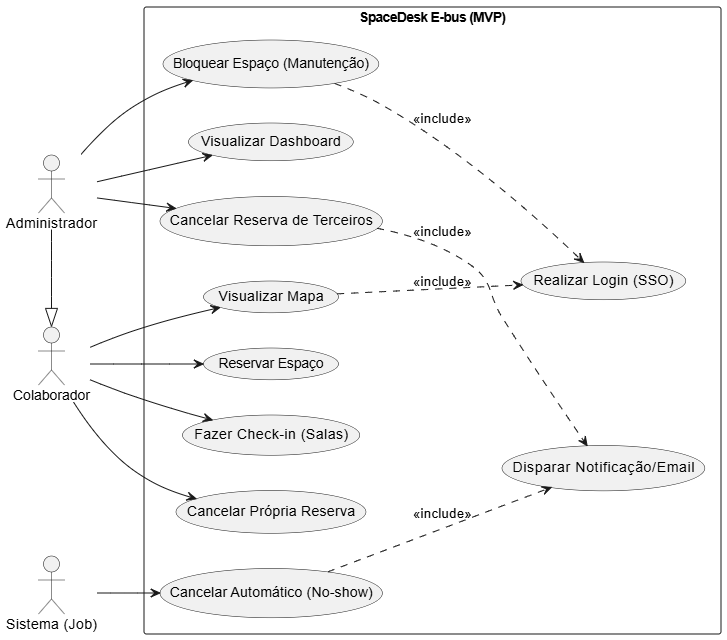 SpaceDesk E-bus (MVP)
Bloquear Espaço (Manutenção)
«include»
Visualizar Dashboard
Administrador
Cancelar Reserva de Terceiros
«include»
Realizar Login (SSO)
«include»
Visualizar Mapa
Reservar Espaço
Colaborador
Fazer Check-in (Salas)
Disparar Notificação/Email
Cancelar Própria Reserva
«include»
Cancelar Automático (No-show)
Sistema (Job)